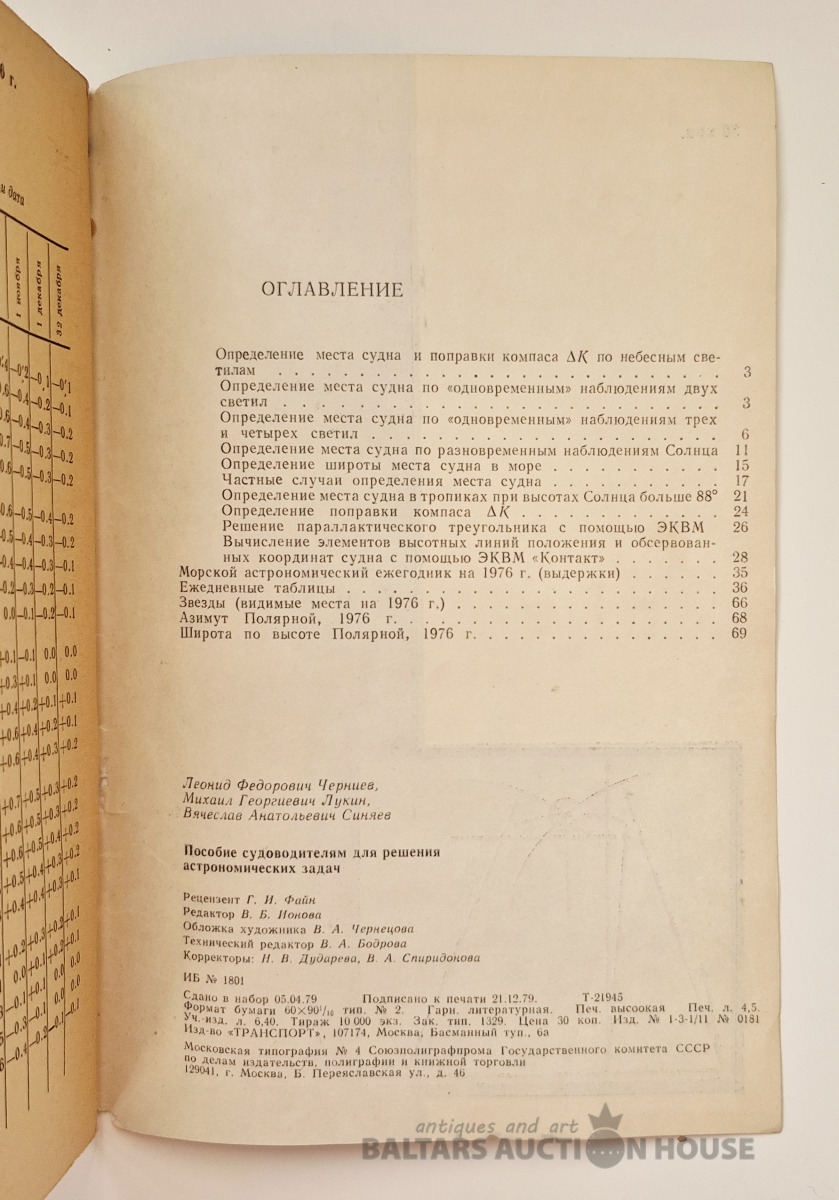 6 г.
дата
1 ноября
1 декабря
32 декабря
ОГЛАВЛЕНИЕ
Определение места судна и поправки компаса ΔK по небесным све-
тилам . . . . . . . . . . . . . . . . . . . . . . . 3
Определение места судна по «одновременным» наблюдениям двух
светил . . . . . . . . . . . . . . . . . . . . . . . 3
Определение места судна по «одновременным» наблюдениям трех
и четырех светил . . . . . . . . . . . . . . . . . . 6
Определение места судна по разновременным наблюдениям Солнца 11
Определение широты места судна в море . . . . . . . . . . 15
Частные случаи определения места судна . . . . . . . . . . 17
Определение места судна в тропиках при высотах Солнца больше 88° 21
Определение поправки компаса ΔK . . . . . . . . . . . . 24
Решение параллактического треугольника с помощью ЭКВМ 26
Вычисление элементов высотных линий положения и обсервован-
ных координат судна с помощью ЭКВМ «Контакт» . . . . . . . 28
Морской астрономический ежегодник на 1976 г. (выдержки) . . . . . . 35
Ежедневные таблицы . . . . . . . . . . . . . . . . . . . 36
Звезды (видимые места на 1976 г.) . . . . . . . . . . . . . . 66
Азимут Полярной, 1976 г. . . . . . . . . . . . . . . . . . 68
Широта по высоте Полярной, 1976 г. . . . . . . . . . . . . . 69
Леонид Федорович Черниев,
Михаил Георгиевич Лукин,
Вячеслав Анатольевич Синяев
Пособие судоводителям для решения
астрономических задач
Рецензент Г. И. Файн
Редактор В. Б. Ионова
Обложка художника В. А. Чернецова
Технический редактор В. А. Бодрова
Корректоры: Н. В. Дударева, В. А. Спиридонова
ИБ № 1801
Сдано в набор 05.04.79 Подписано к печати 21.12.79. Т-21945
Формат бумаги 60×90¹/₁₆ тип. № 2. Гарн. литературная. Печ. высокая Печ. л. 4,5.
Уч.-изд. л. 6,40. Тираж 10 000 экз. Зак. тип. 1329. Цена 30 коп. Изд. № 1-3-1/11 № 0181
Изд-во «ТРАНСПОРТ», 107174, Москва, Басманный туп., 6а
Московская типография № 4 Союзполиграфпрома Государственного комитета СССР
по делам издательств, полиграфии и книжной торговли
129041, г. Москва, Б. Переяславская ул., д. 46
antiques and art
BALTARS AUCTION HOUSE